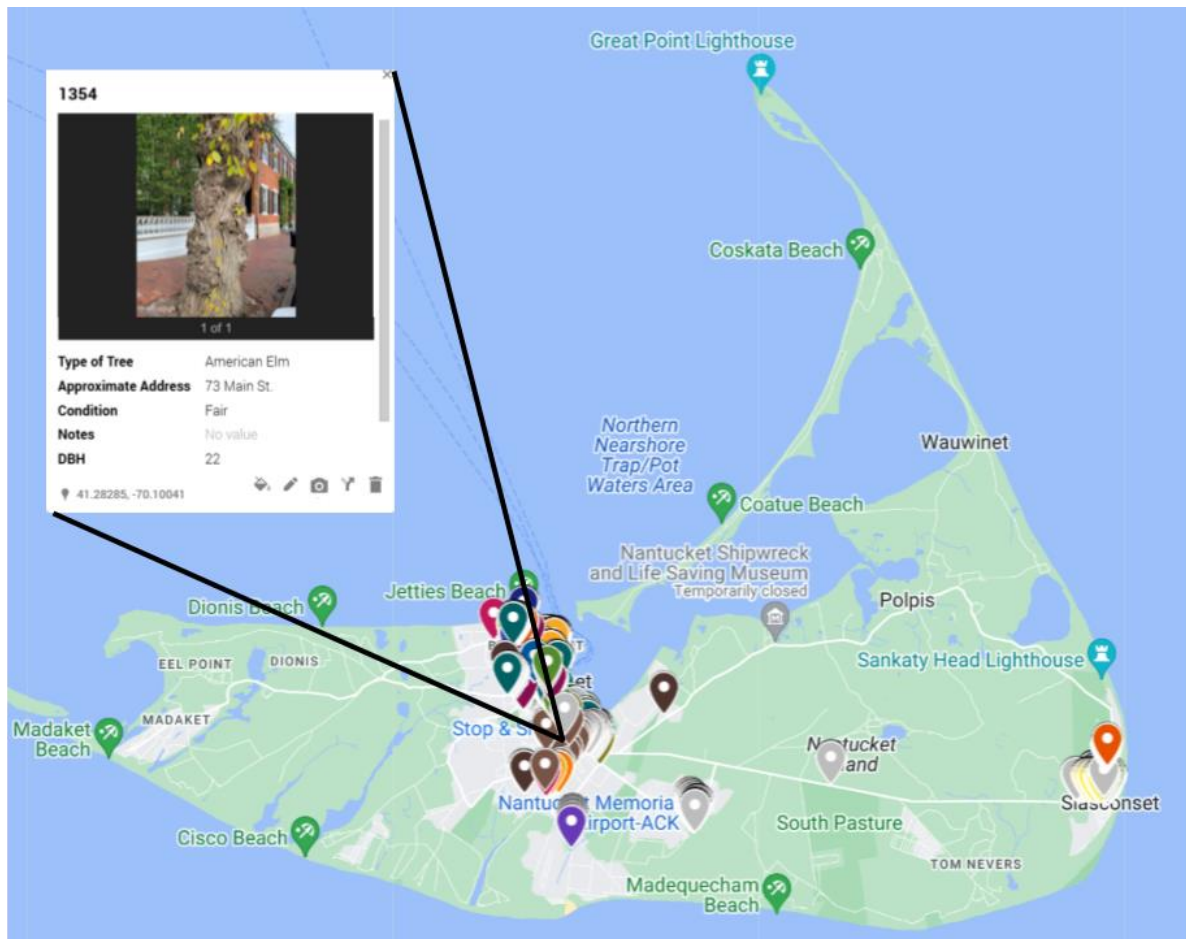 Great Point Lighthouse
1354
1 of 1
Type of Tree American Elm
Approximate Address 73 Main St.
Condition Fair
Notes No value
DBH 22
41.28285, -70.10041
Coskata Beach
Northern
Nearshore
Trap/Pot
Waters Area
Wauwinet
Coatue Beach
Nantucket Shipwreck
and Life Saving Museum
Temporarily closed
Jetties Beach
Dionis Beach
Polpis
EEL POINT
DIONIS
Sankaty Head Lighthouse
MADAKET
Madaket
Beach
Stop & S
Siasconset
Nantucket Memoria
irport-ACK
South Pasture
Cisco Beach
TOM NEVERS
Madequecham
Beach